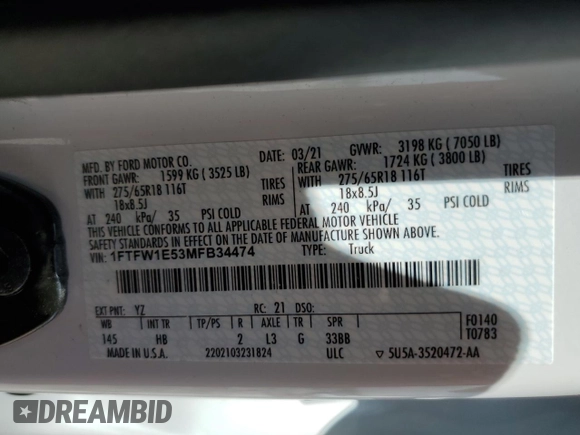 MFD. BY FORD MOTOR CO.
DATE: 03/21 GVWR: 3198 KG ( 7050 LB)
FRONT GAWR: 1599 KG ( 3525 LB) REAR GAWR: 1724 KG ( 3800 LB)
WITH 275/65R18 116T TIRES WITH 275/65R18 116T TIRES
18x8.5J RIMS 18x8.5J RIMS
AT 240 kPa/ 35 PSI COLD AT 240 kPa/ 35 PSI COLD
THIS VEHICLE CONFORMS TO ALL APPLICABLE FEDERAL MOTOR VEHICLE
SAFETY STANDARDS IN EFFECT ON THE DATE OF MANUFACTURE SHOWN ABOVE.
VIN: 1FTFW1E53MFB34474 TYPE: Truck
EXT PNT: YZ RC: 21 DSO: F0140
WB INT TR TP/PS R AXLE TR SPR T0783
145 HB 2 L3 G 33BB
MADE IN U.S.A. 2202103231824 ULC 5U5A-3520472-AA
DREAMBID